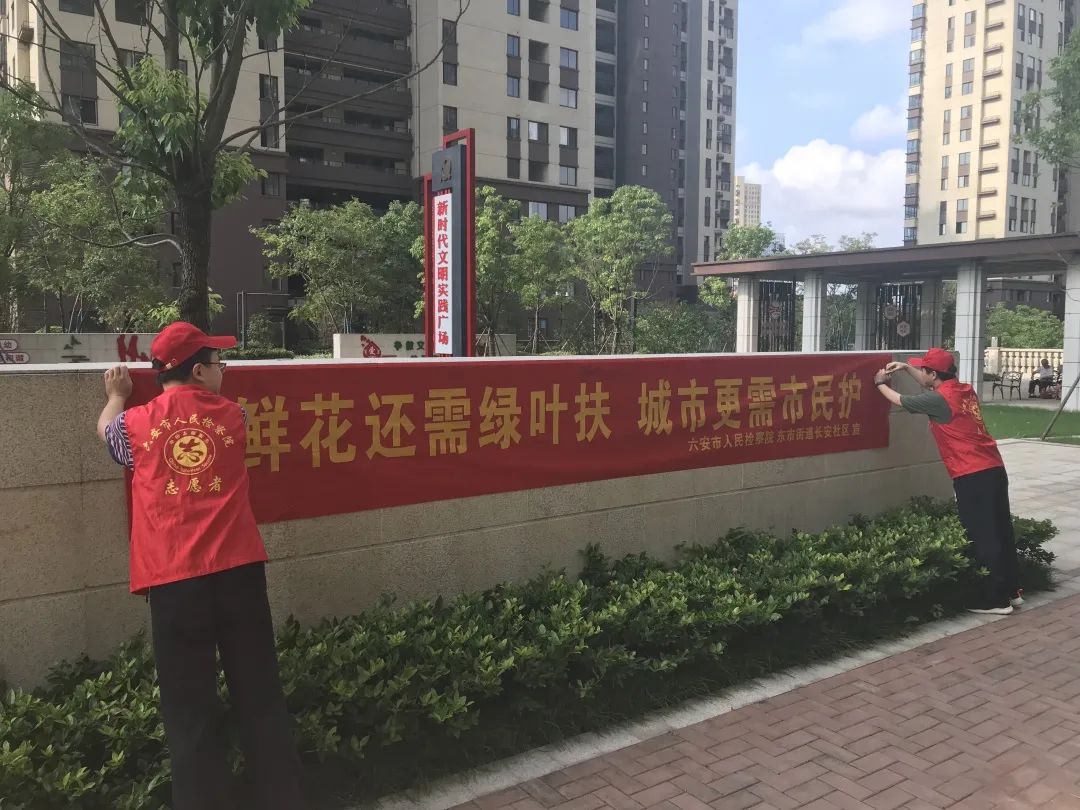 新时代文明实践广场
鲜花还需绿叶扶 城市更需市民护
六安市人民检察院 东市街道长安社区 宣
六安市人民检察院
志愿者